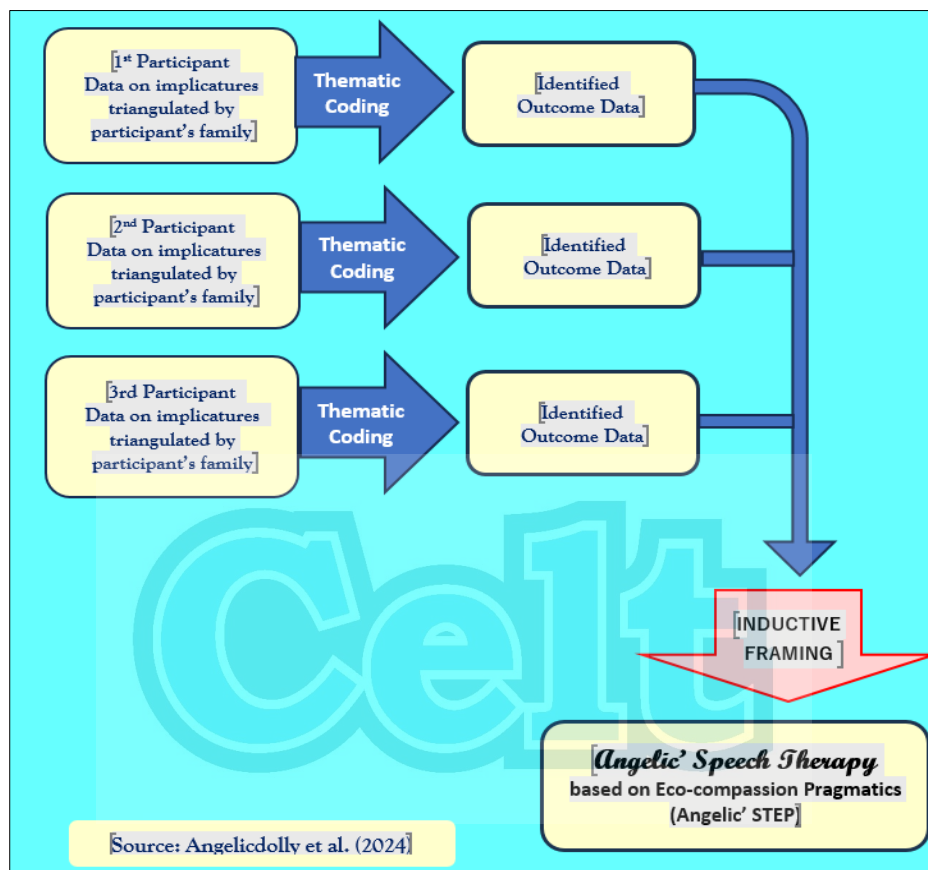 [1st Participant
Data on implicatures
triangulated by
participant's family]
Thematic
Coding
[Identified
Outcome Data]
[2nd Participant
Data on implicatures
triangulated by
participant's family]
Thematic
Coding
[Identified
Outcome Data]
[3rd Participant
Data on implicatures
triangulated by
participant's family]
Thematic
Coding
[Identified
Outcome Data]
Celt
[INDUCTIVE
FRAMING]
[Angelic' Speech Therapy
based on Eco-compassion Pragmatics
(Angelic' STEP]
[Source: Angelicdolly et al. (2024)]